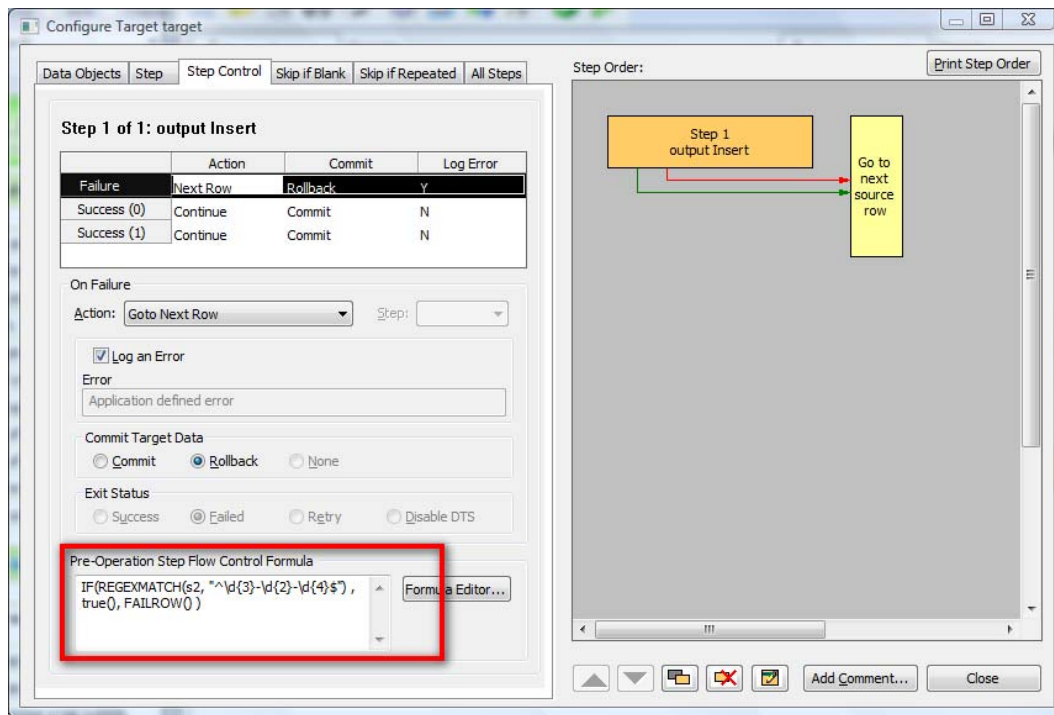 Configure Target target
Data Objects Step Step Control Skip if Blank Skip if Repeated All Steps
Step 1 of 1: output Insert
Action Commit Log Error
Failure Next Row Rollback Y
Success (0) Continue Commit N
Success (1) Continue Commit N
On Failure
Action: Goto Next Row Step:
Log an Error
Error
Application defined error
Commit Target Data
Commit Rollback None
Exit Status
Success Failed Retry Disable DTS
Pre-Operation Step Flow Control Formula
IF(REGEXMATCH(s2, "^\d{3}-\d{2}-\d{4}$") ,
true(), FAILROW() )
Formula Editor...
Step Order:
Print Step Order
Step 1
output Insert
Go to
next
source
row
Add Comment...
Close